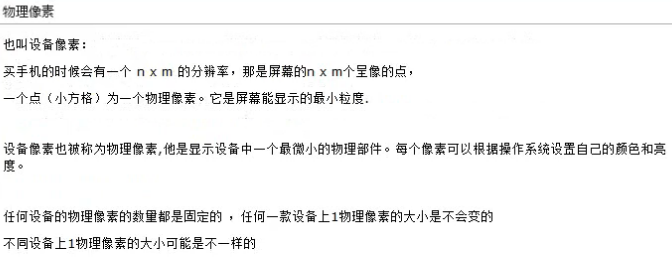 物理像素
也叫设备像素：
买手机的时候会有一个 n x m 的分辨率，那是屏幕的n x m个呈像的点，
一个点（小方格）为一个物理像素。它是屏幕能显示的最小粒度.
设备像素也被称为物理像素,他是显示设备中一个最微小的物理部件。每个像素可以根据操作系统设置自己的颜色和亮
度。
任何设备的物理像素的数量都是固定的 ，任何一款设备上1物理像素的大小是不会变的
不同设备上1物理像素的大小可能是不一样的